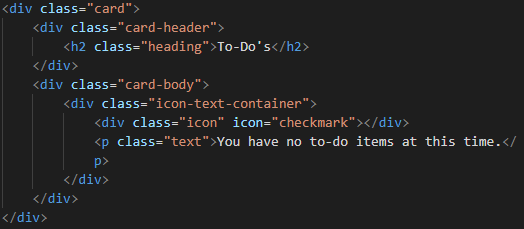 <div class="card">
    <div class="card-header">
        <h2 class="heading">To-Do's</h2>
    </div>
    <div class="card-body">
        <div class="icon-text-container">
            <div class="icon" icon="checkmark"></div>
            <p class="text">You have no to-do items at this time.</
            p>
        </div>
    </div>
</div>